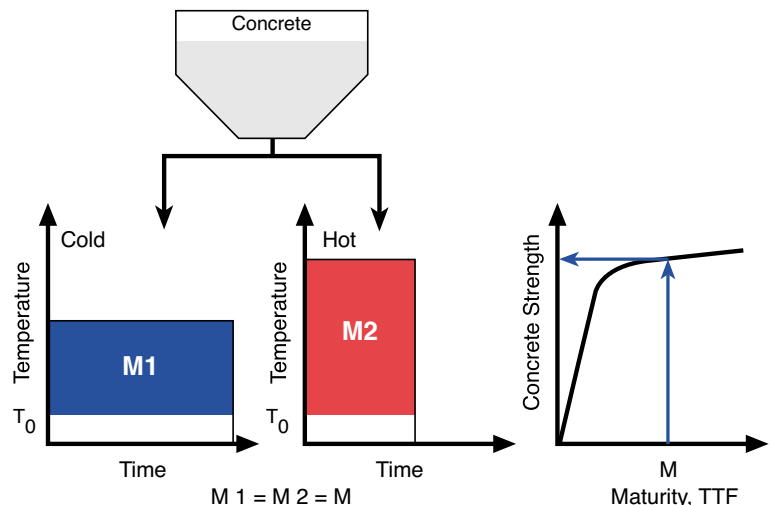 Concrete
Cold
Temperature
M1
T0
Time
Hot
Temperature
M2
T0
Time
M 1 = M 2 = M
Concrete Strength
M
Maturity, TTF